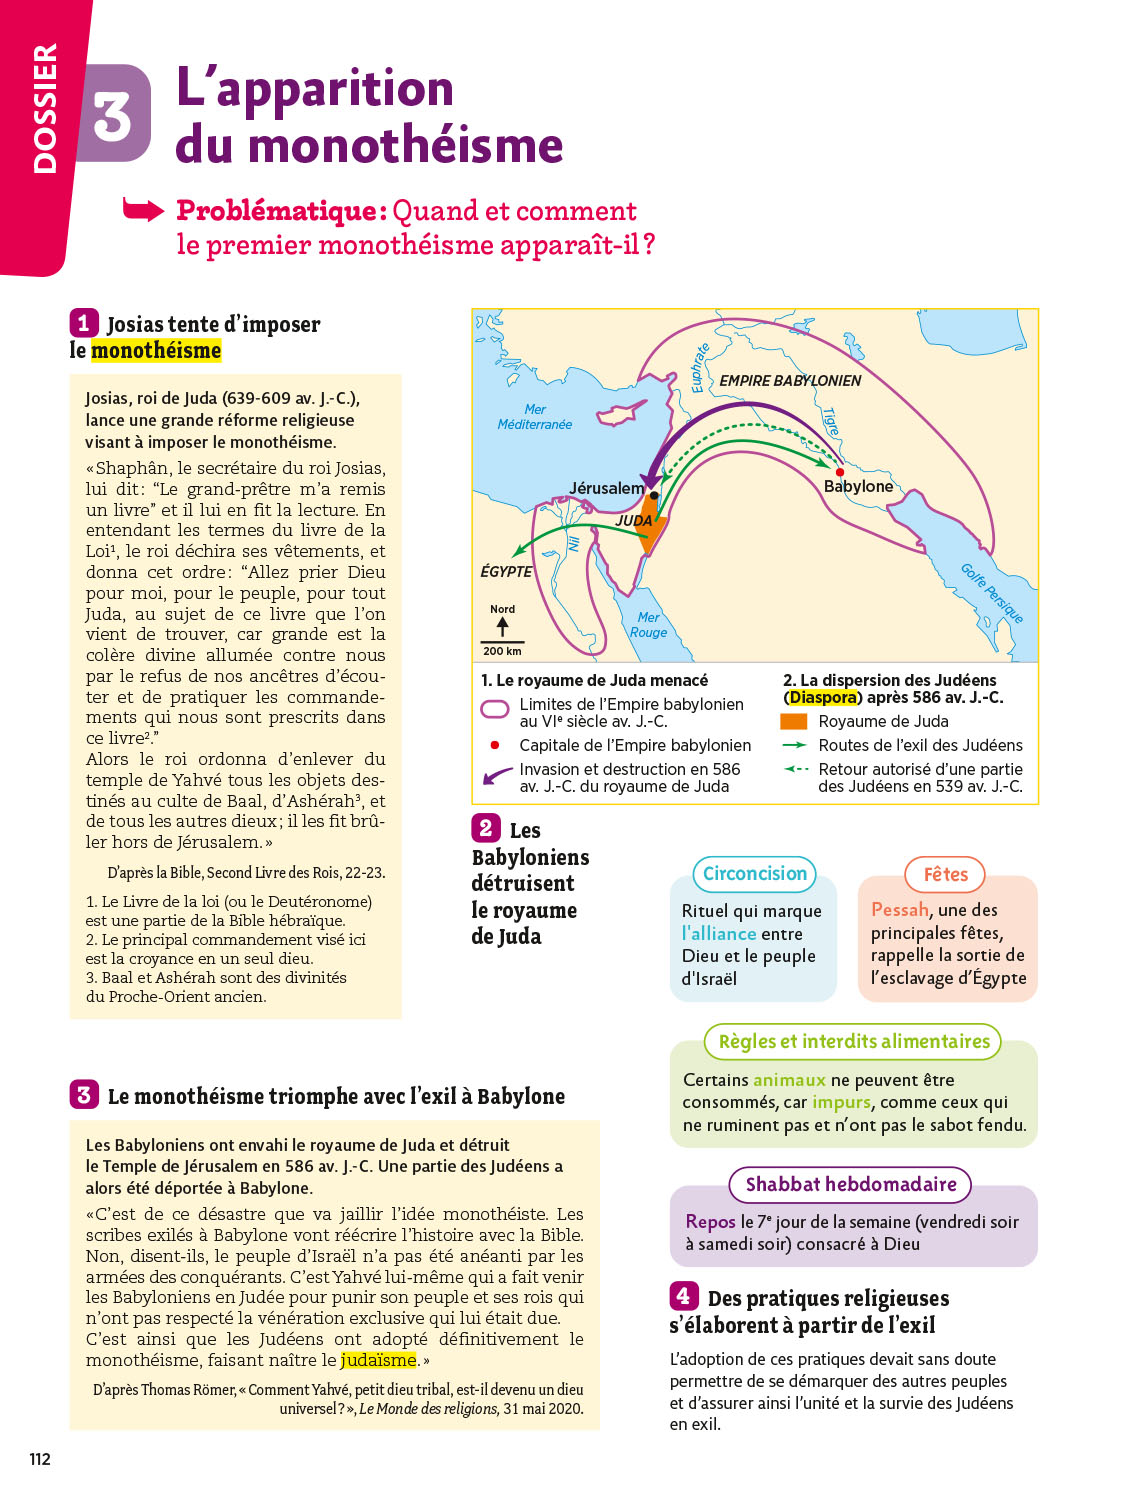 DOSSIER
3
L'apparition
du monothéisme
Problématique : Quand et comment
le premier monothéisme apparaît-il ?
1 Josias tente d'imposer
le monothéisme
Josias, roi de Juda (639-609 av. J.-C.),
lance une grande réforme religieuse
visant à imposer le monothéisme.
« Shaphân, le secrétaire du roi Josias,
lui dit : “Le grand-prêtre m'a remis
un livre” et il lui en fit la lecture. En
entendant les termes du livre de la
Loi¹, le roi déchira ses vêtements, et
donna cet ordre : “Allez prier Dieu
pour moi, pour le peuple, pour tout
Juda, au sujet de ce livre que l'on
vient de trouver, car grande est la
colère divine allumée contre nous
par le refus de nos ancêtres d'écou-
ter et de pratiquer les commande-
ments qui nous sont prescrits dans
ce livre².”
Alors le roi ordonna d'enlever du
temple de Yahvé tous les objets des-
tinés au culte de Baal, d'Ashérah³, et
de tous les autres dieux ; il les fit brû-
ler hors de Jérusalem. »
D'après la Bible, Second Livre des Rois, 22-23.
1. Le Livre de la loi (ou le Deutéronome)
est une partie de la Bible hébraïque.
2. Le principal commandement visé ici
est la croyance en un seul dieu.
3. Baal et Ashérah sont des divinités
du Proche-Orient ancien.
Mer
Méditerranée
Euphrate
EMPIRE BABYLONIEN
Tigre
Jérusalem
Babylone
JUDA
Nil
ÉGYPTE
Golfe Persique
Nord
200 km
Mer
Rouge
1. Le royaume de Juda menacé
Limites de l'Empire babylonien
au VIᵉ siècle av. J.-C.
Capitale de l'Empire babylonien
Invasion et destruction en 586
av. J.-C. du royaume de Juda
2. La dispersion des Judéens
(Diaspora) après 586 av. J.-C.
Royaume de Juda
Routes de l'exil des Judéens
Retour autorisé d'une partie
des Judéens en 539 av. J.-C.
2 Les
Babyloniens
détruisent
le royaume
de Juda
3 Le monothéisme triomphe avec l'exil à Babylone
Les Babyloniens ont envahi le royaume de Juda et détruit
le Temple de Jérusalem en 586 av. J.-C. Une partie des Judéens a
alors été déportée à Babylone.
« C'est de ce désastre que va jaillir l'idée monothéiste. Les
scribes exilés à Babylone vont réécrire l'histoire avec la Bible.
Non, disent-ils, le peuple d'Israël n'a pas été anéanti par les
armées des conquérants. C'est Yahvé lui-même qui a fait venir
les Babyloniens en Judée pour punir son peuple et ses rois qui
n'ont pas respecté la vénération exclusive qui lui était due.
C'est ainsi que les Judéens ont adopté définitivement le
monothéisme, faisant naître le judaïsme. »
D'après Thomas Römer, « Comment Yahvé, petit dieu tribal, est-il devenu un dieu
universel ? », Le Monde des religions, 31 mai 2020.
Circoncision
Rituel qui marque
l'alliance entre
Dieu et le peuple
d'Israël
Fêtes
Pessah, une des
principales fêtes,
rappelle la sortie de
l'esclavage d'Égypte
Règles et interdits alimentaires
Certains animaux ne peuvent être
consommés, car impurs, comme ceux qui
ne ruminent pas et n'ont pas le sabot fendu.
Shabbat hebdomadaire
Repos le 7ᵉ jour de la semaine (vendredi soir
à samedi soir) consacré à Dieu
4 Des pratiques religieuses
s'élaborent à partir de l'exil
L'adoption de ces pratiques devait sans doute
permettre de se démarquer des autres peuples
et d'assurer ainsi l'unité et la survie des Judéens
en exil.
112